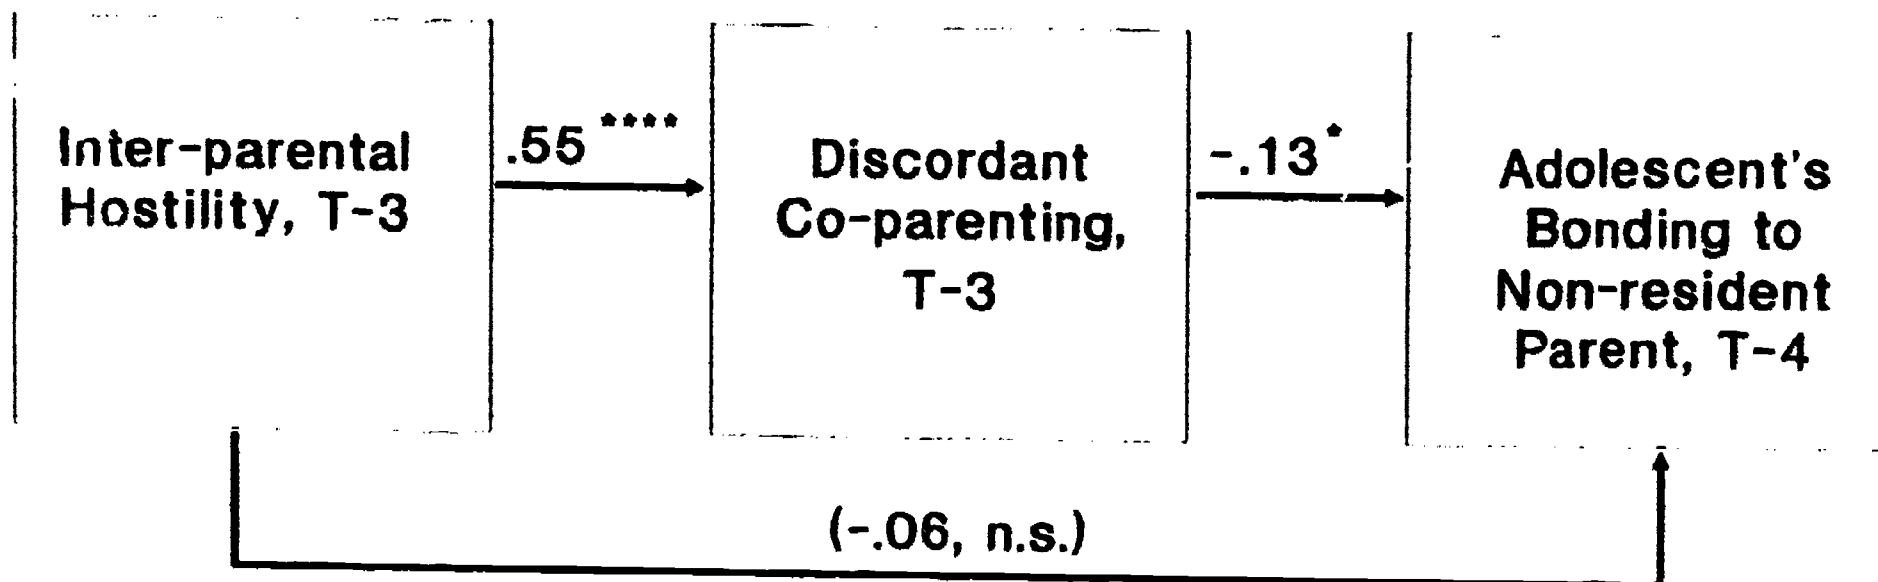 Inter-parental
Hostility, T-3
.55 ****
Discordant
Co-parenting,
T-3
-.13 *
Adolescent's
Bonding to
Non-resident
Parent, T-4
(-.06, n.s.)